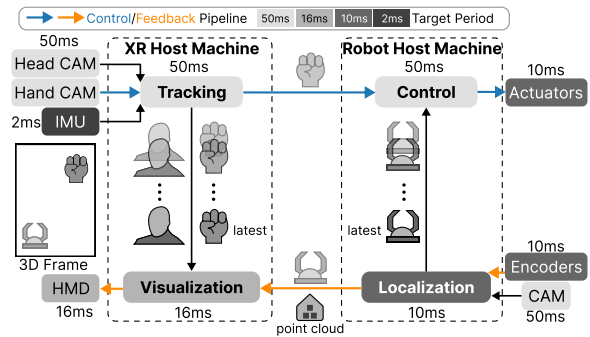 Control/Feedback Pipeline 50ms 16ms 10ms 2ms Target Period
50ms
XR Host Machine
Robot Host Machine
Head CAM
50ms
50ms
10ms
Hand CAM
Tracking
Control
Actuators
2ms IMU
latest
latest
3D Frame
10ms
Encoders
HMD
Visualization
Localization
CAM
16ms
16ms
point cloud
10ms
50ms